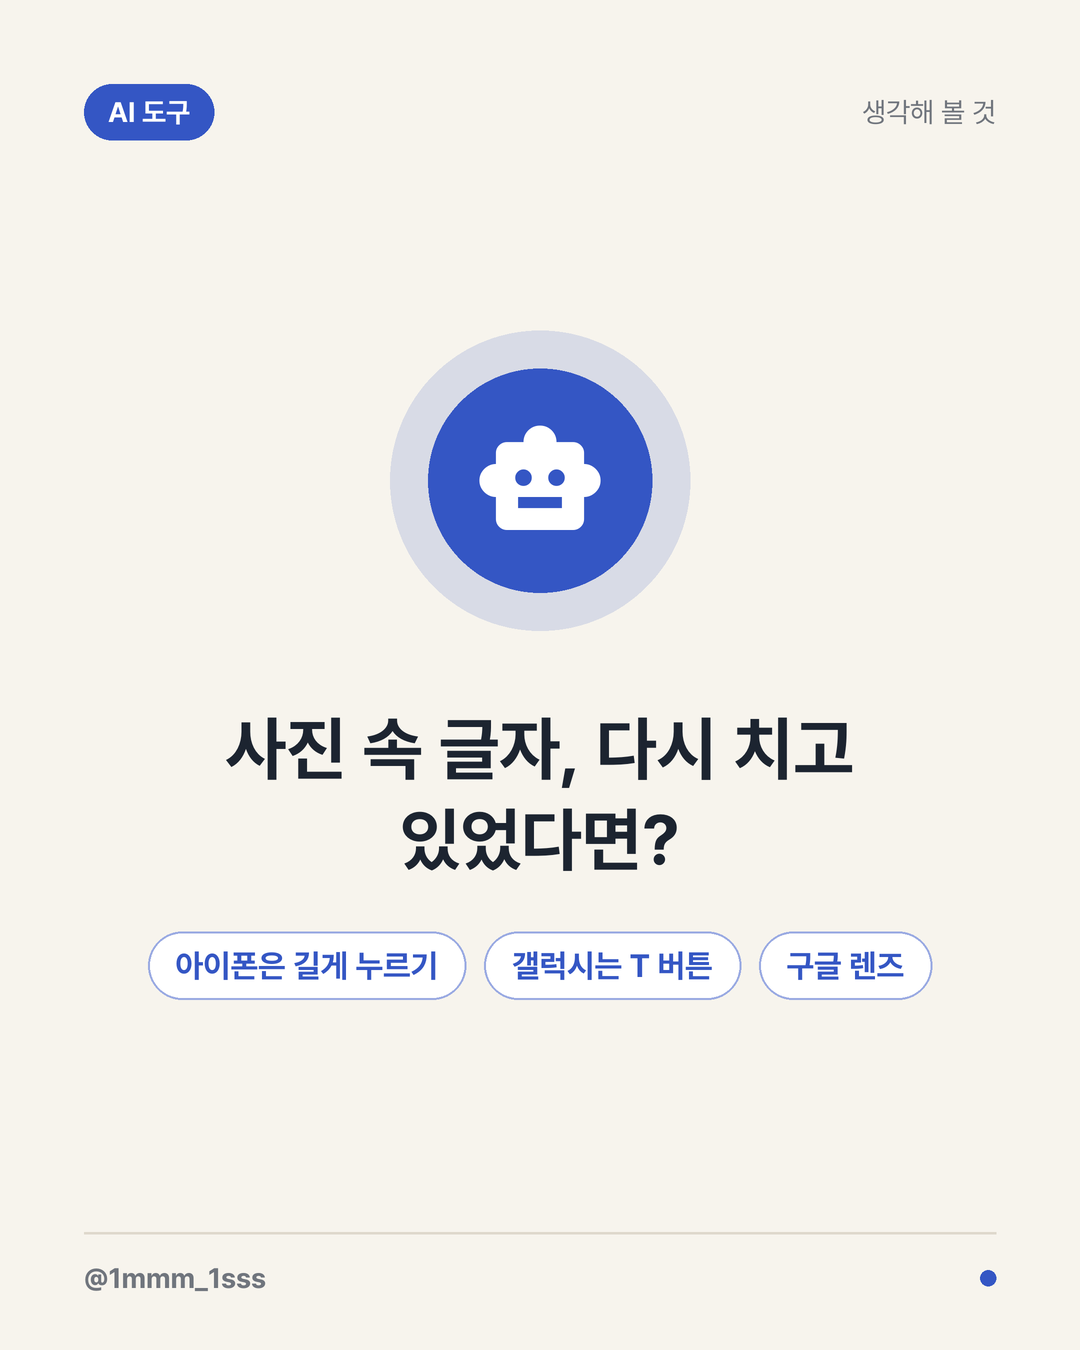 AI 도구
생각해 볼 것
사진 속 글자, 다시 치고
있었다면?
아이폰은 길게 누르기
갤럭시는 T 버튼
구글 렌즈
@1mmm_1sss